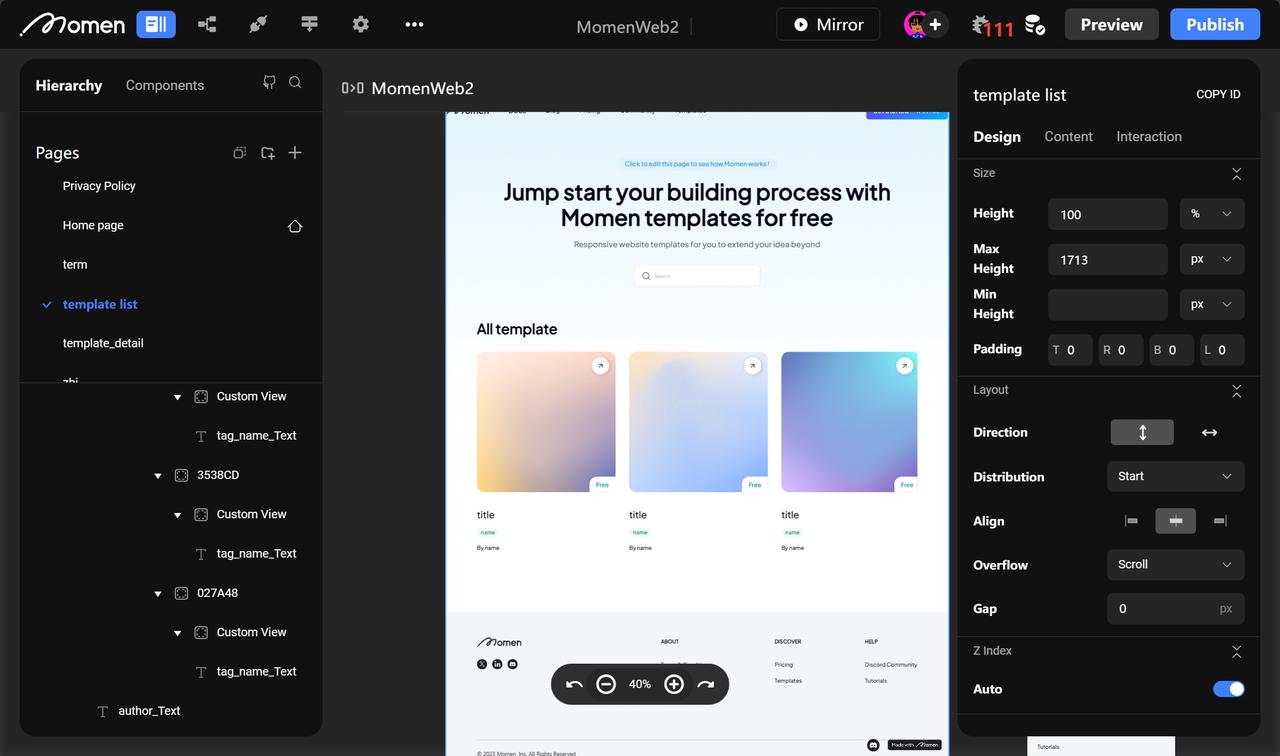 Momen
MomenWeb2
Mirror
111
Preview
Publish
Hierarchy
Components
Pages
Privacy Policy
Home page
term
template list
template_detail
zhi
Custom View
tag_name_Text
3538CD
Custom View
tag_name_Text
027A48
Custom View
tag_name_Text
author_Text
MomenWeb2
Click to edit this page to see how Momen works !
Jump start your building process with
Momen templates for free
Responsive website templates for you to extend your idea beyond
Search
All template
Free
Free
Free
title
title
title
name
name
name
By name
By name
By name
Momen
ABOUT
DISCOVER
HELP
Pricing
Discord Community
Templates
Tutorials
40%
© 2023 Momen, Inc. All Rights Reserved
Made with Momen
template list
COPY ID
Design
Content
Interaction
Size
Height
100
%
Max
Height
1713
px
Min
Height
px
Padding
T 0
R 0
B 0
L 0
Layout
Direction
Distribution
Start
Align
Overflow
Scroll
Gap
0
px
Z Index
Auto
Tutorials